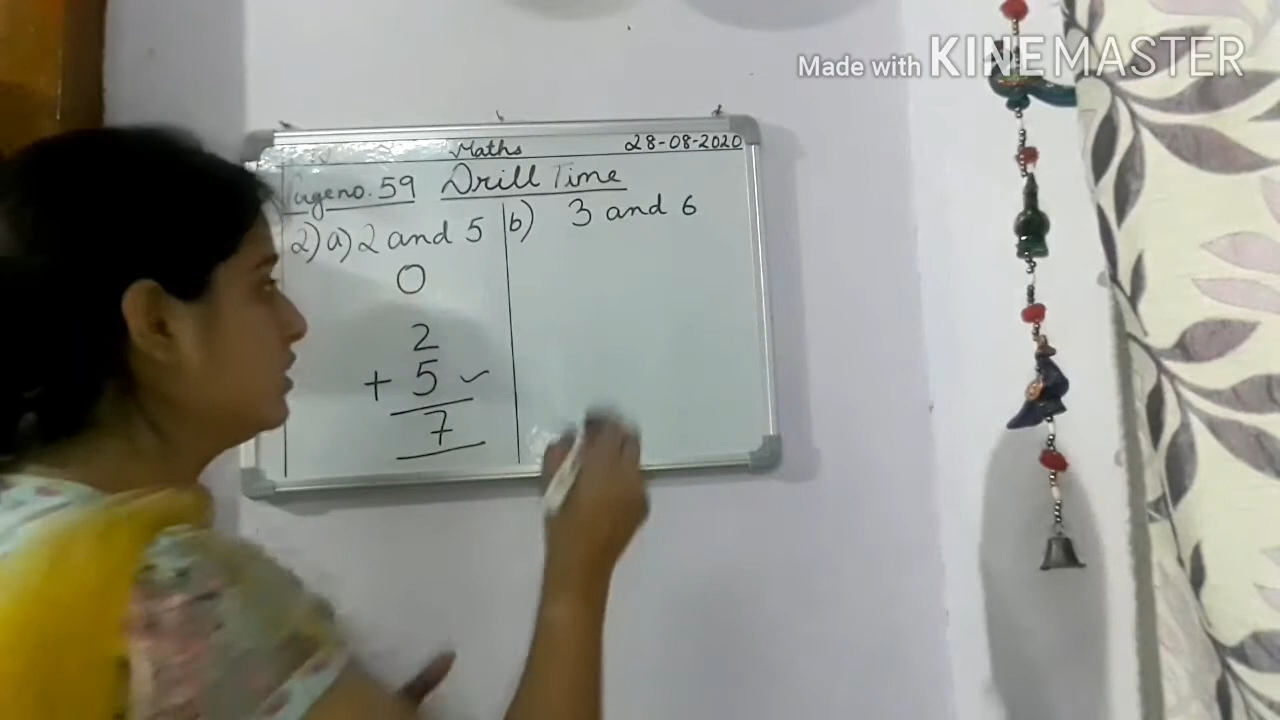 Made with KINEMASTER
Maths 28-08-2020
Pageno. 59 Drill Time
2) a) 2 and 5
0
2
+ 5 ✓
7
b) 3 and 6